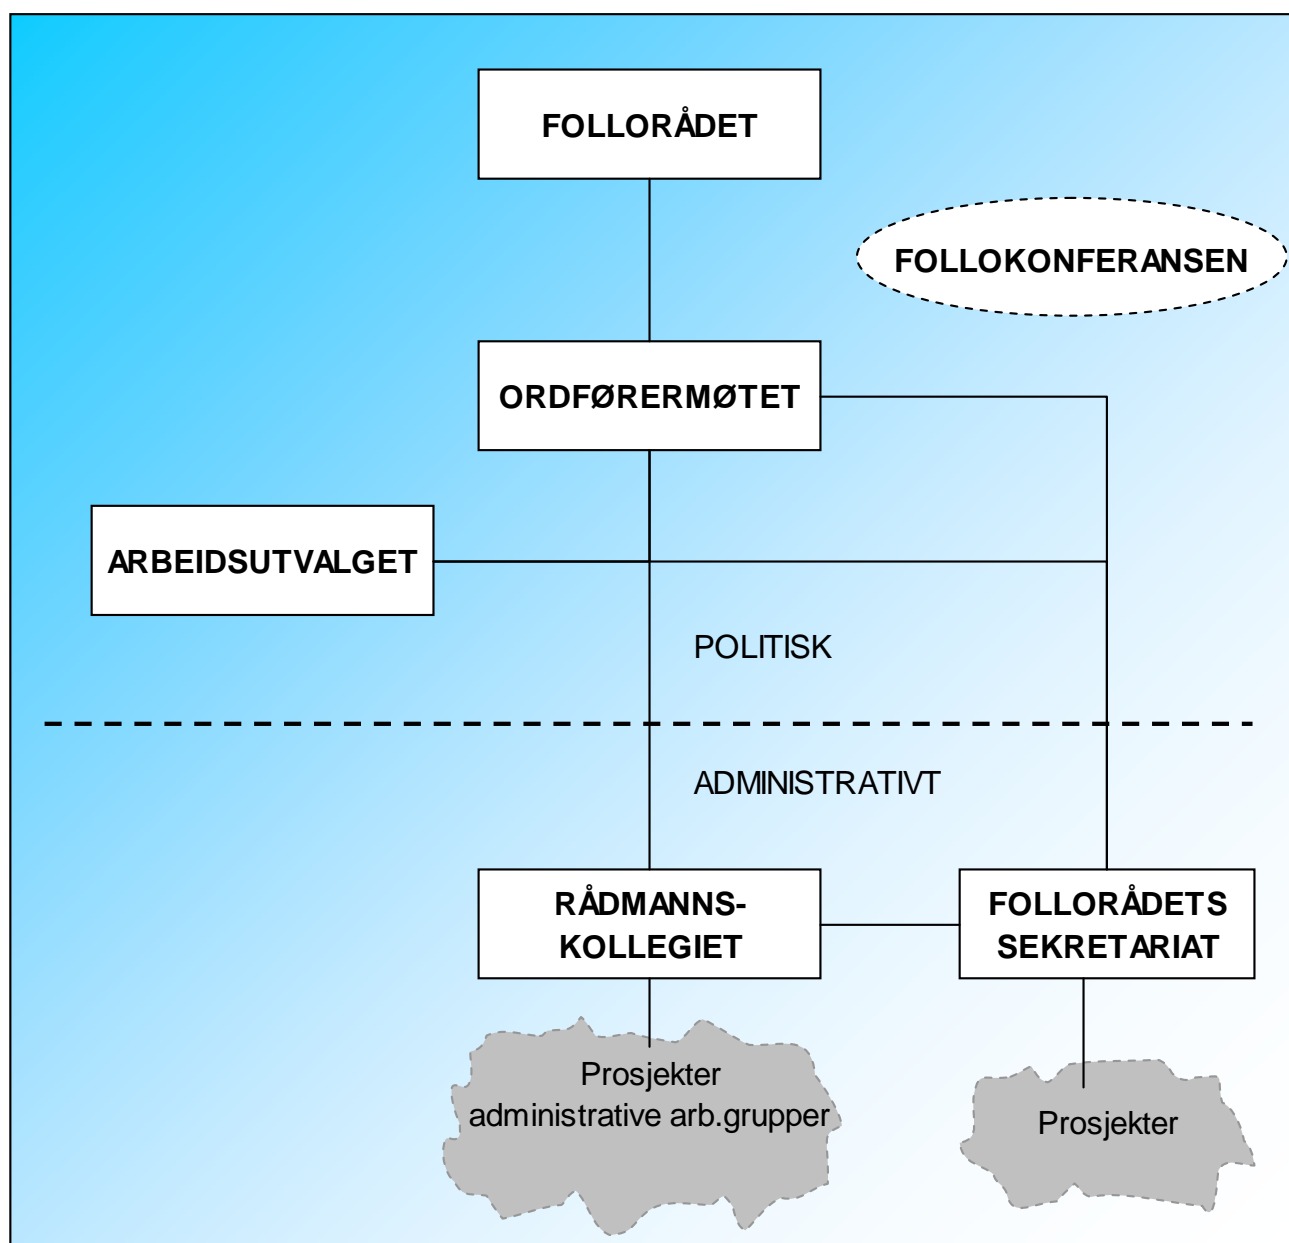 FOLLORÅDET
FOLLOKONFERANSEN
ORDFØRERMØTET
ARBEIDSUTVALGET
POLITISK
ADMINISTRATIVT
RÅDMANNS-
KOLLEGIET
FOLLORÅDETS
SEKRETARIAT
Prosjekter
administrative arb.grupper
Prosjekter